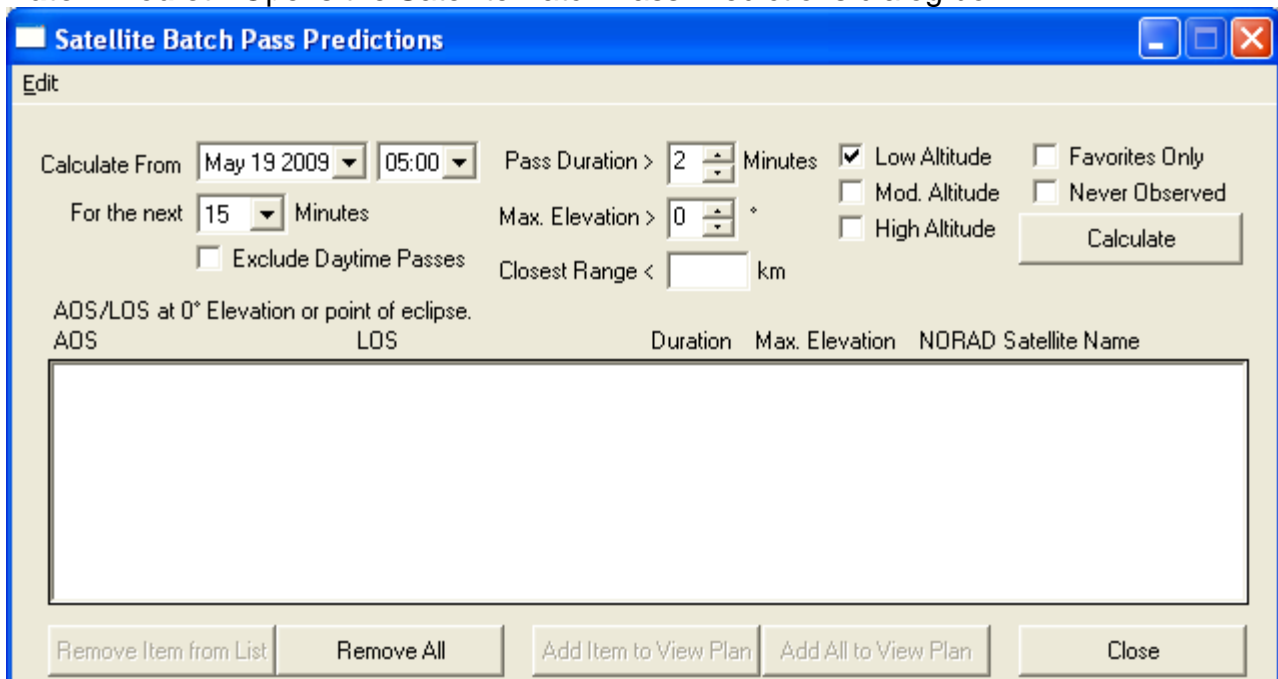 Satellite Batch Pass Predictions
Edit
Calculate From May 19 2009 05:00 Pass Duration > 2 Minutes Low Altitude Favorites Only
Mod. Altitude Never Observed
For the next 15 Minutes Max. Elevation > 0 °
High Altitude Calculate
Exclude Daytime Passes Closest Range < km
AOS/LOS at 0° Elevation or point of eclipse.
AOS LOS Duration Max. Elevation NORAD Satellite Name
Remove Item from List Remove All Add Item to View Plan Add All to View Plan Close